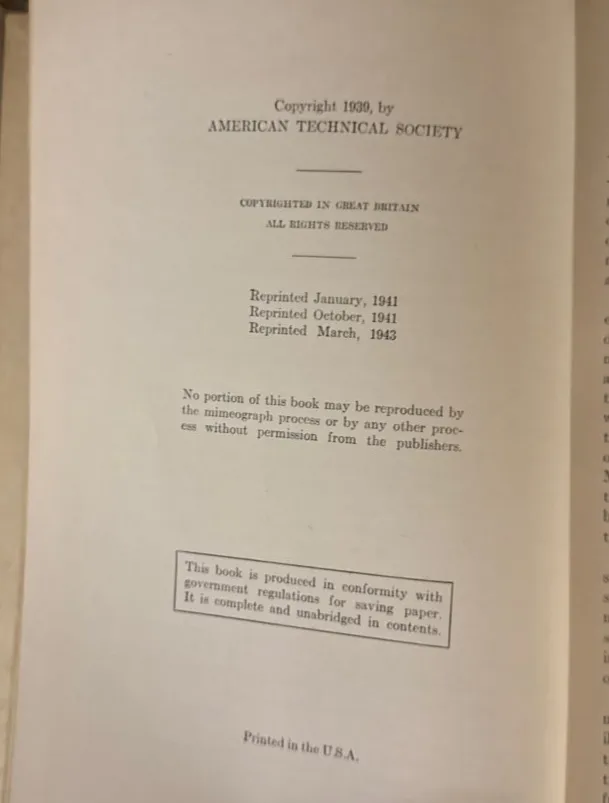 Copyright 1939, by
AMERICAN TECHNICAL SOCIETY
COPYRIGHTED IN GREAT BRITAIN
ALL RIGHTS RESERVED
Reprinted January, 1941
Reprinted October, 1941
Reprinted March, 1943
No portion of this book may be reproduced by
the mimeograph process or by any other proc-
ess without permission from the publishers.
This book is produced in conformity with
government regulations for saving paper.
It is complete and unabridged in contents.
Printed in the U.S.A.